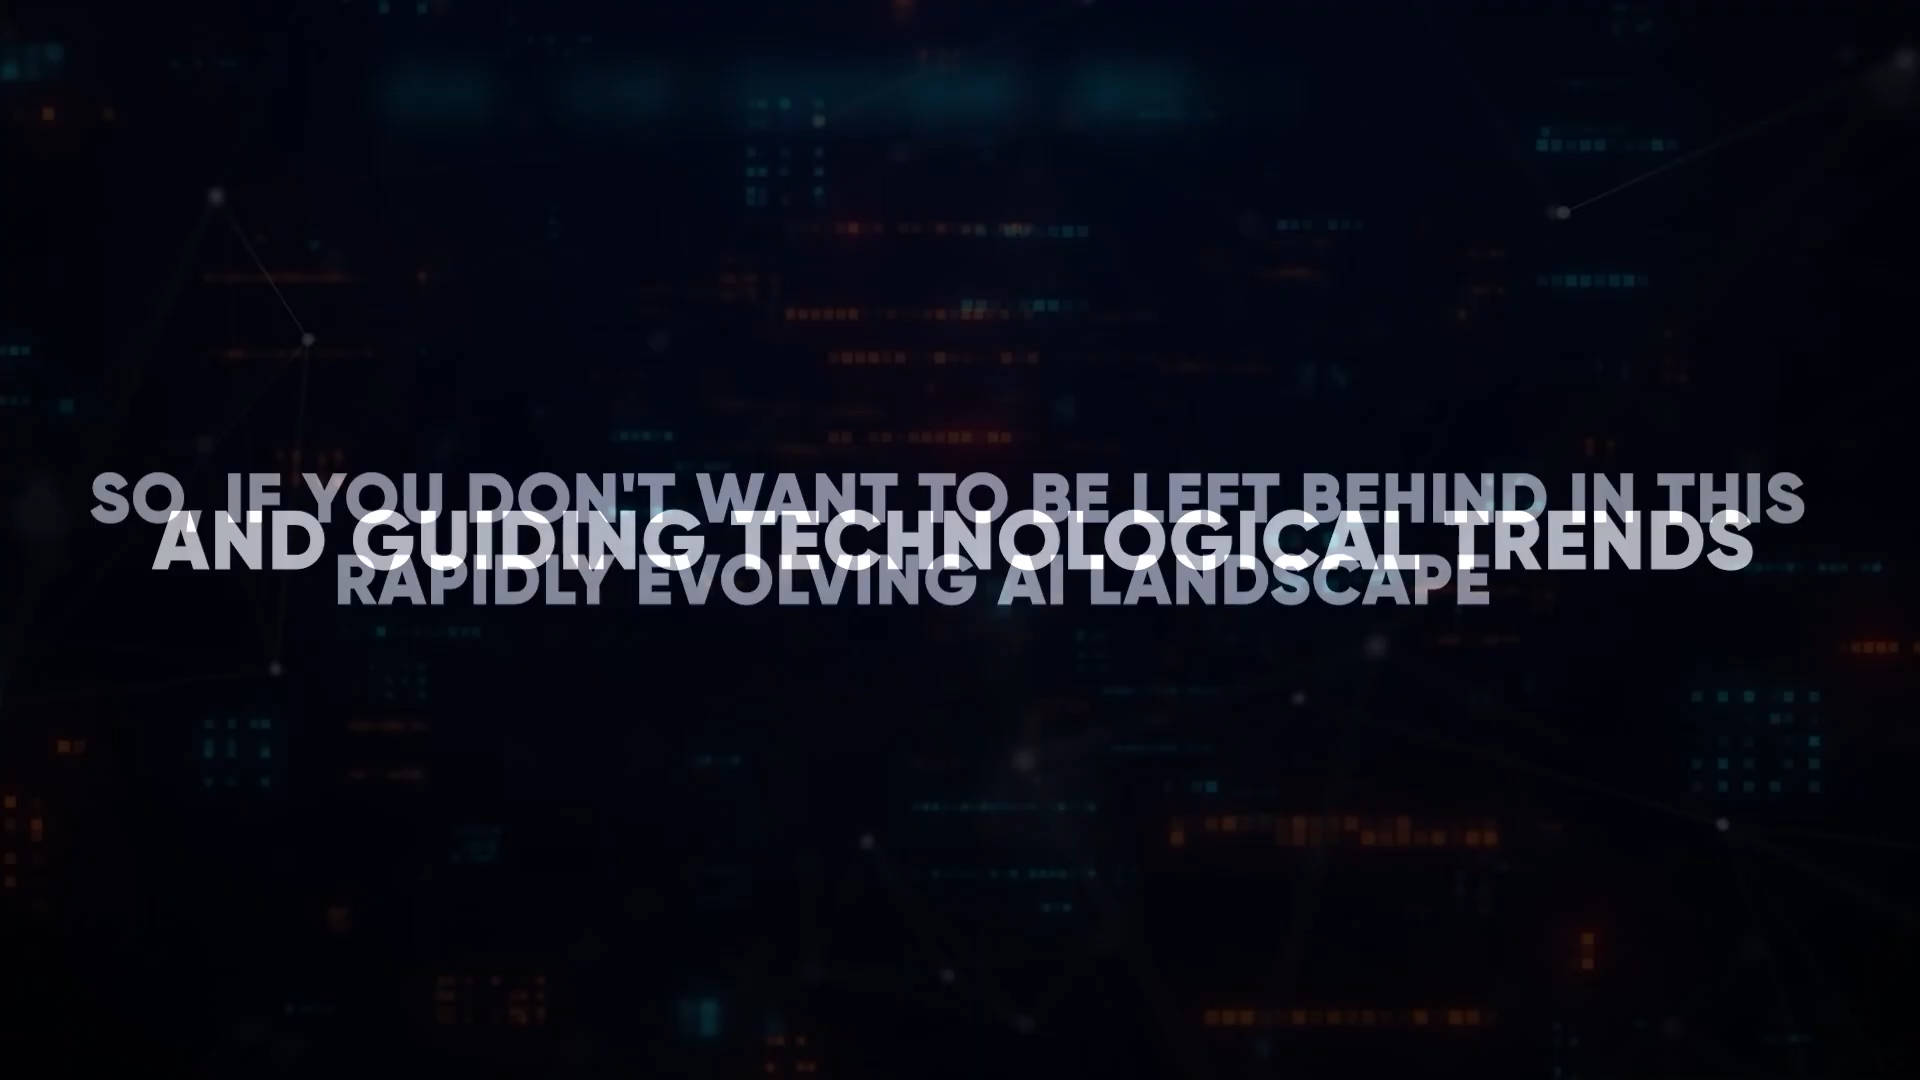 SO, IF YOU DON'T WANT TO BE LEFT BEHIND IN THIS
AND GUIDING TECHNOLOGICAL TRENDS
RAPIDLY EVOLVING AI LANDSCAPE